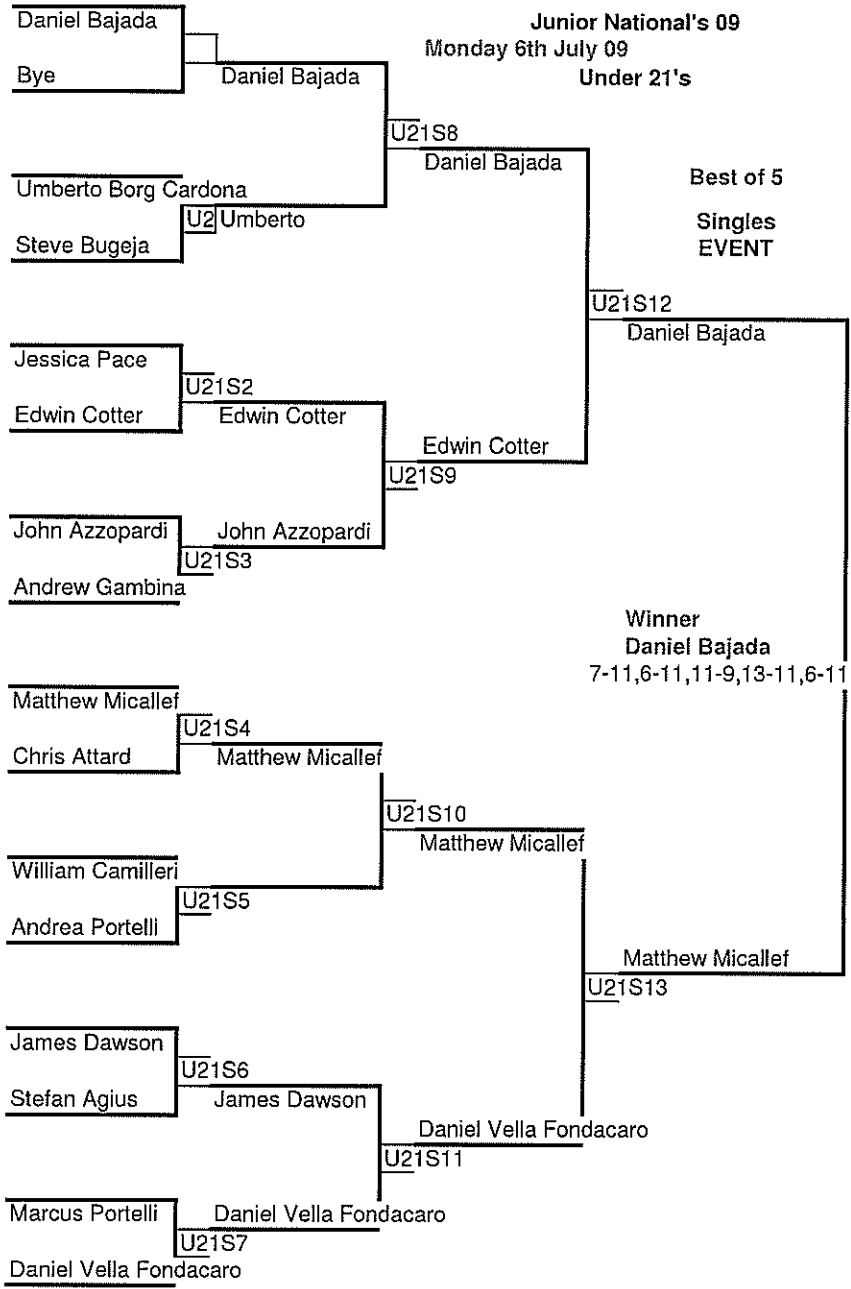 Daniel Bajada
Junior National's 09
Monday 6th July 09
Bye
Daniel Bajada
Under 21's
U21S8
Daniel Bajada
Best of 5
Umberto Borg Cardona
U2 Umberto
Singles
Steve Bugeja
EVENT
U21S12
Daniel Bajada
Jessica Pace
U21S2
Edwin Cotter
Edwin Cotter
Edwin Cotter
U21S9
John Azzopardi
John Azzopardi
U21S3
Andrew Gambina
Winner
Daniel Bajada
7-11,6-11,11-9,13-11,6-11
Matthew Micallef
U21S4
Chris Attard
Matthew Micallef
U21S10
Matthew Micallef
William Camilleri
U21S5
Andrea Portelli
Matthew Micallef
U21S13
James Dawson
U21S6
Stefan Agius
James Dawson
Daniel Vella Fondacaro
U21S11
Marcus Portelli
Daniel Vella Fondacaro
U21S7
Daniel Vella Fondacaro